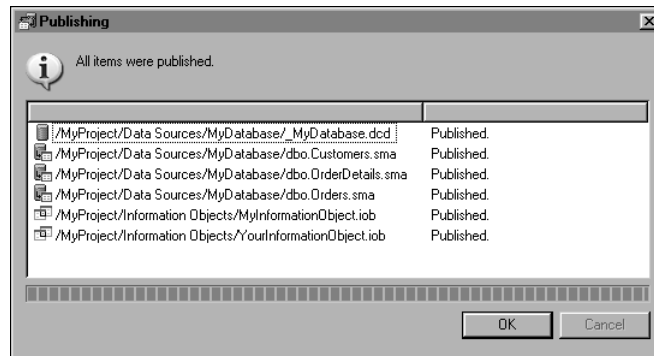 Publishing
All items were published.
/MyProject/Data Sources/MyDatabase/_MyDatabase.dcd Published.
/MyProject/Data Sources/MyDatabase/dbo.Customers.sma Published.
/MyProject/Data Sources/MyDatabase/dbo.OrderDetails.sma Published.
/MyProject/Data Sources/MyDatabase/dbo.Orders.sma Published.
/MyProject/Information Objects/MyInformationObject.iob Published.
/MyProject/Information Objects/YourInformationObject.iob Published.
OK Cancel